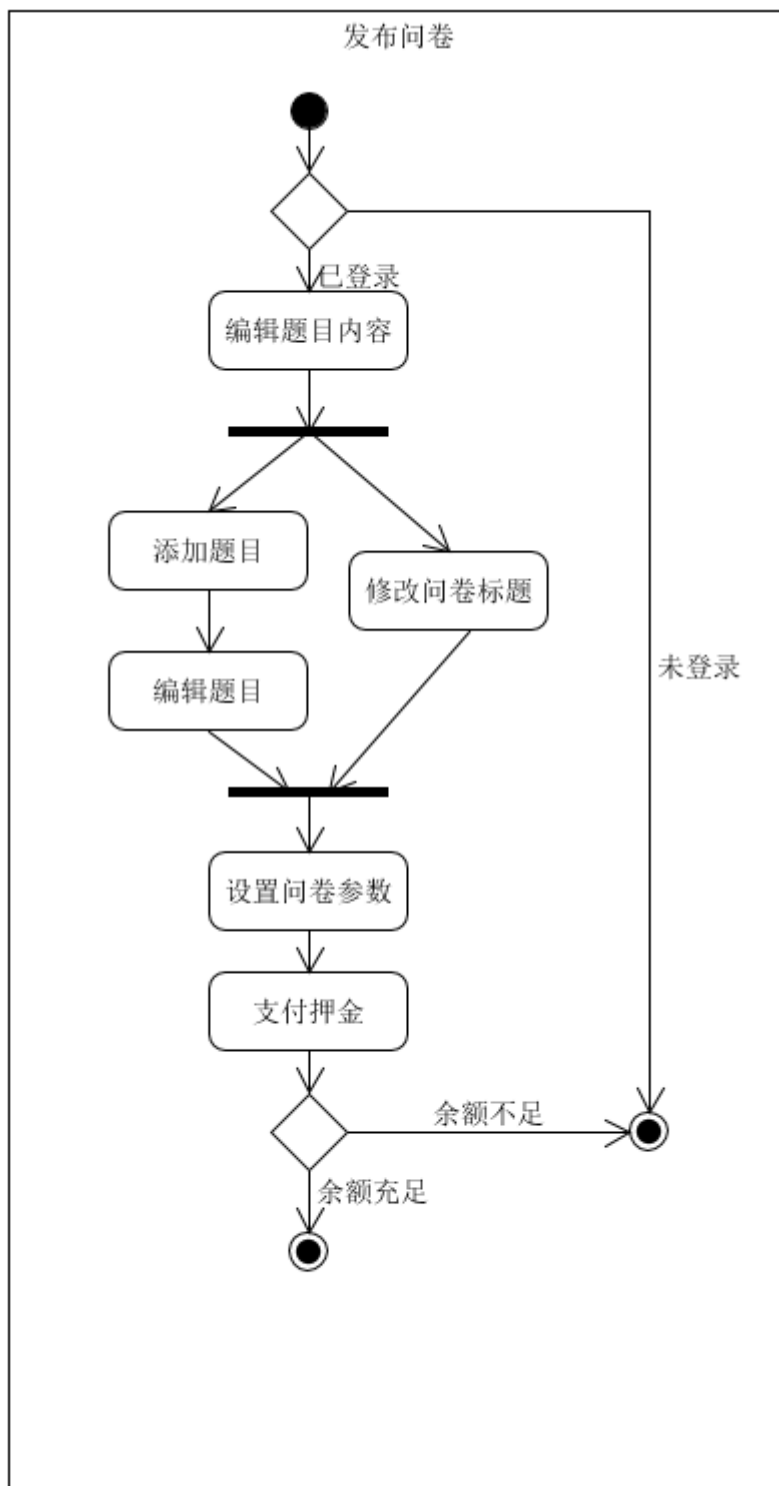 发布问卷
已登录
编辑题目内容
添加题目
修改问卷标题
编辑题目
未登录
设置问卷参数
支付押金
余额不足
余额充足